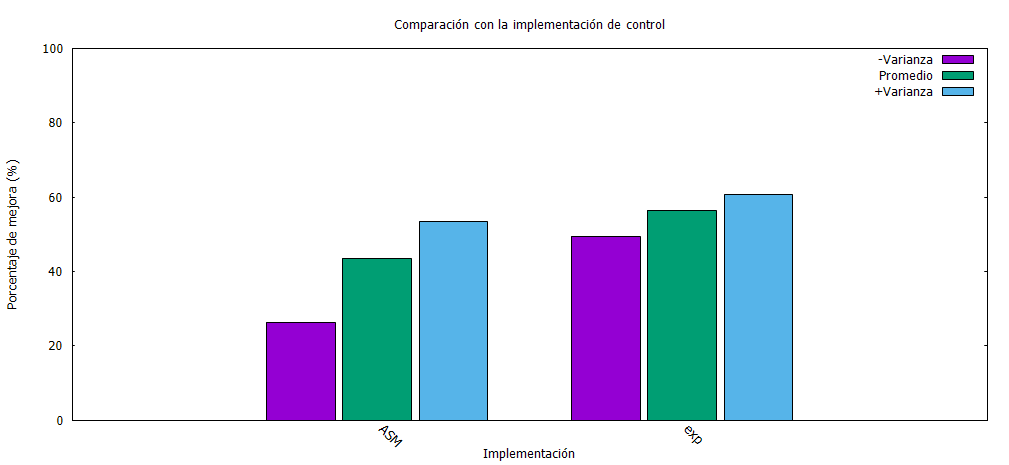 Comparación con la implementación de control
-Varianza
Promedio
+Varianza
100
80
60
40
20
0
Porcentaje de mejora (%)
ASM
exp
Implementación